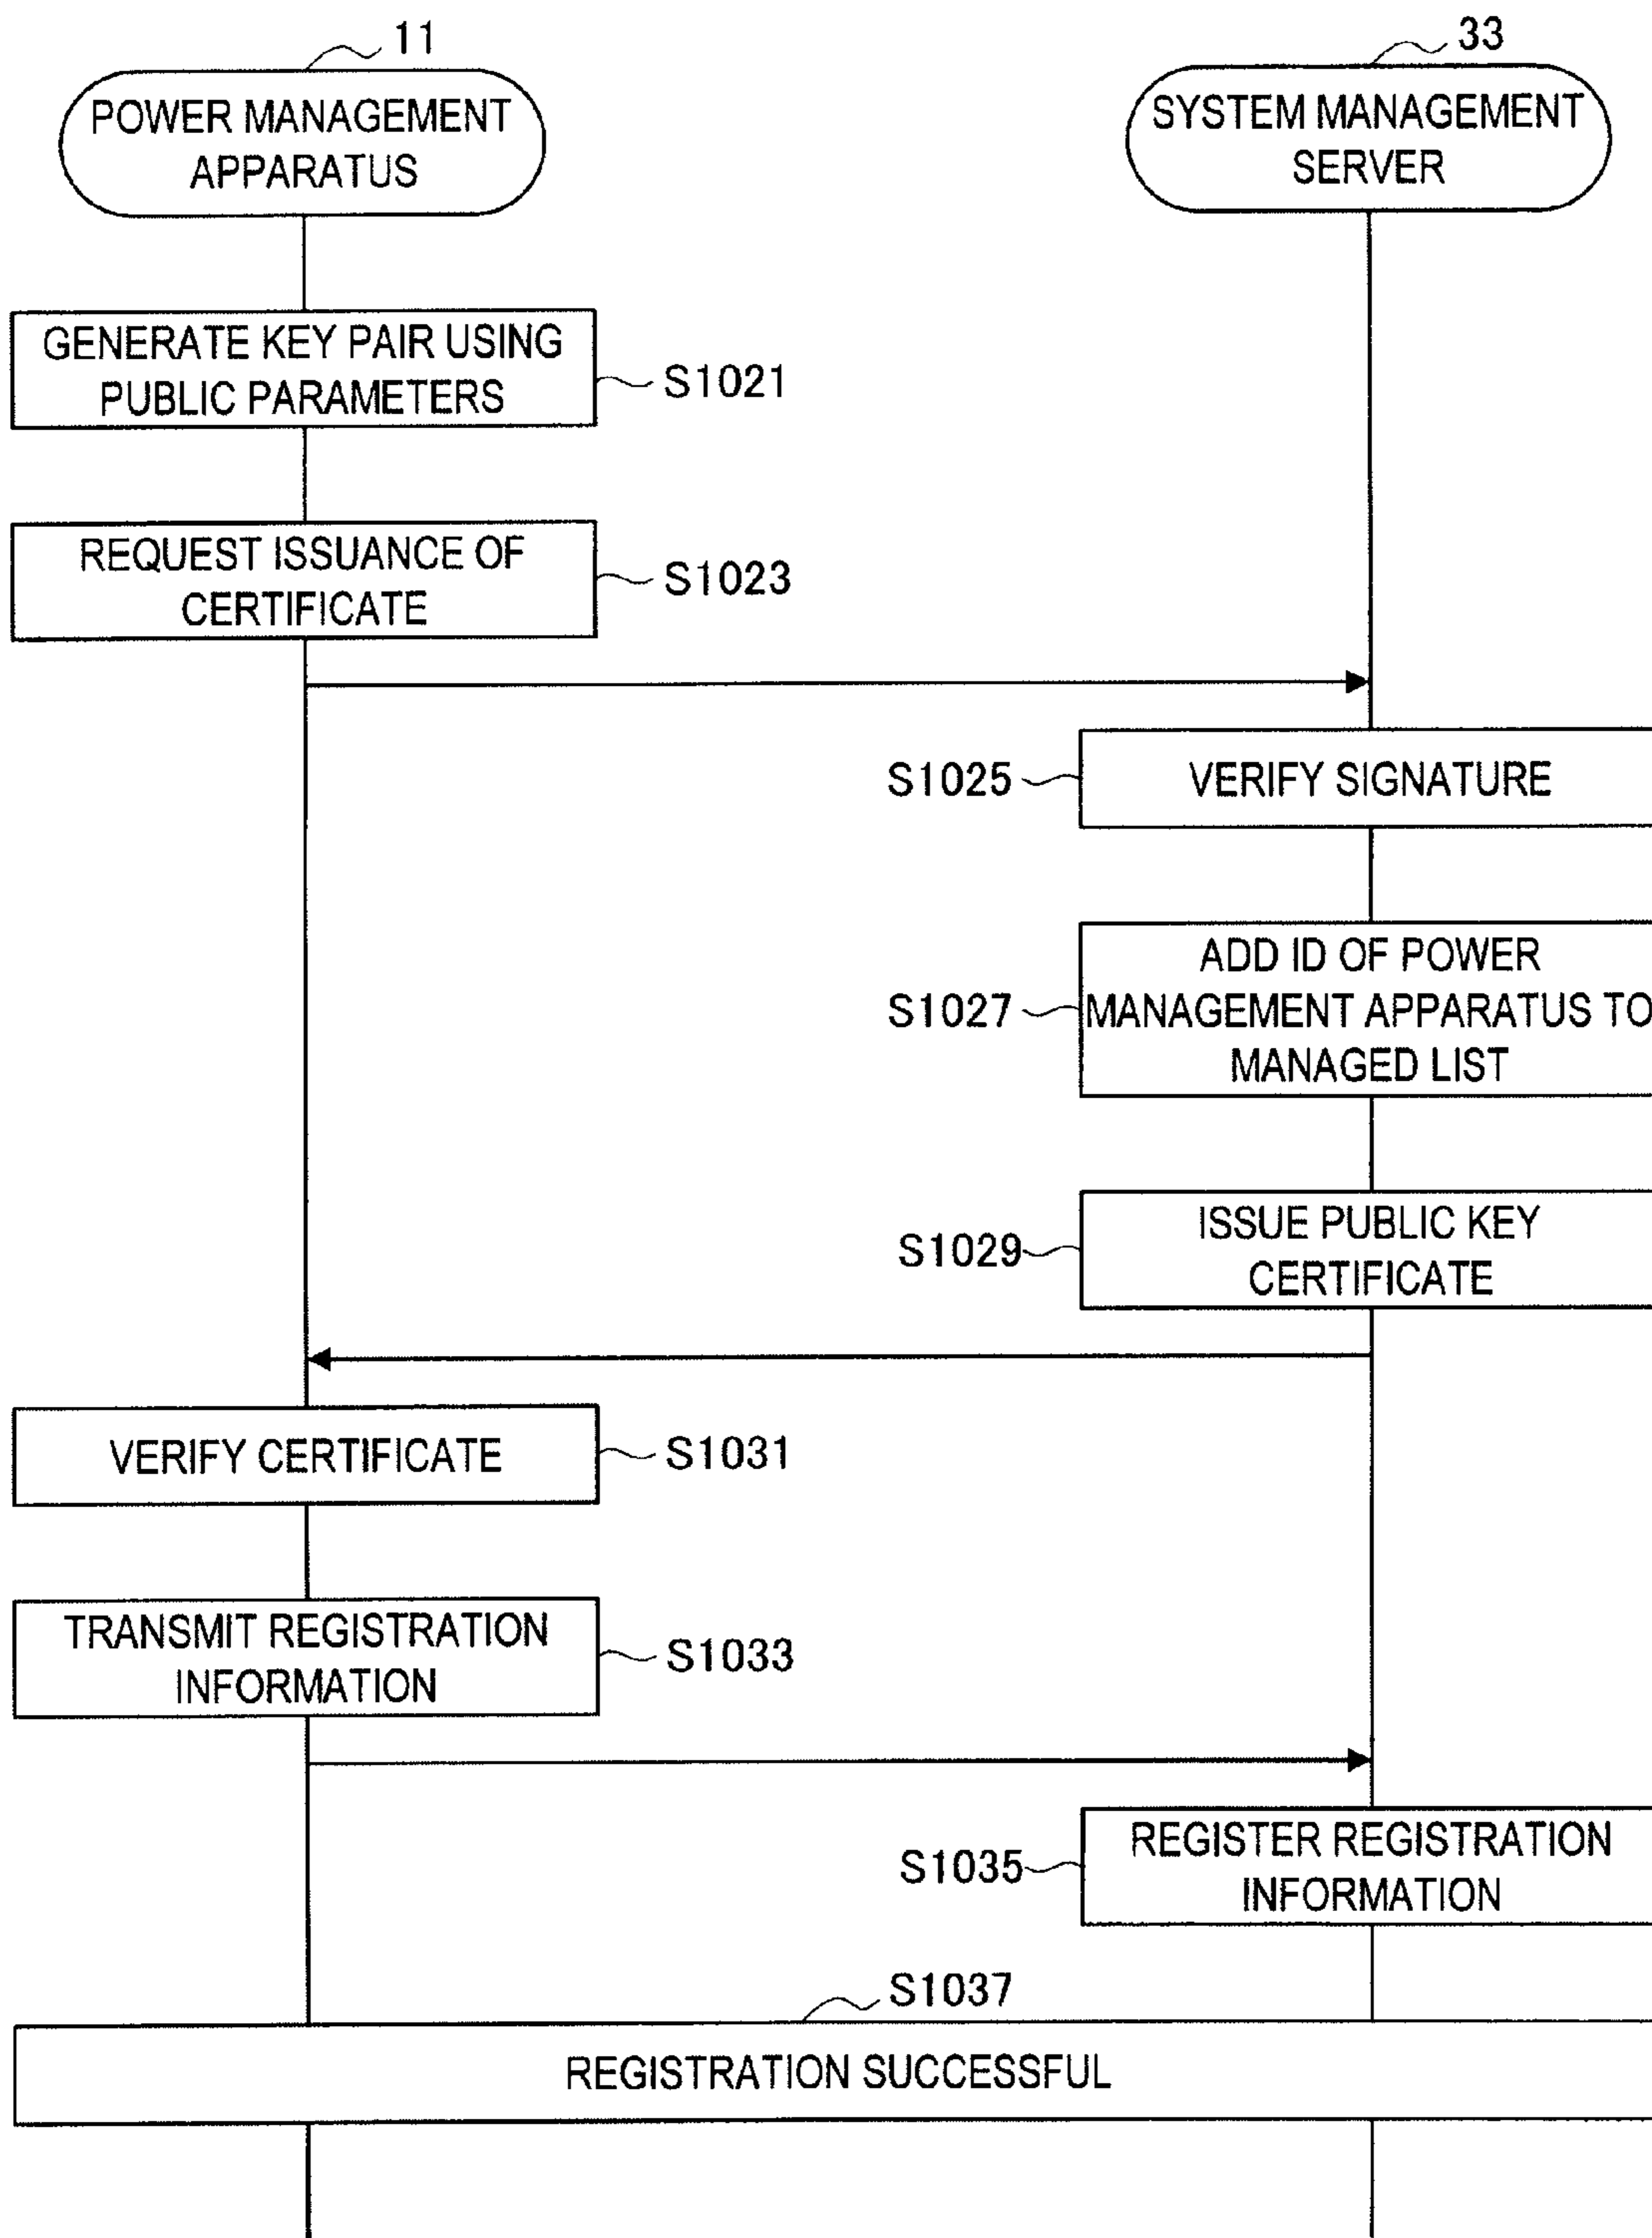 11
POWER MANAGEMENT
APPARATUS
33
SYSTEM MANAGEMENT
SERVER
GENERATE KEY PAIR USING
PUBLIC PARAMETERS
S1021
REQUEST ISSUANCE OF
CERTIFICATE
S1023
S1025
VERIFY SIGNATURE
S1027
ADD ID OF POWER
MANAGEMENT APPARATUS TO
MANAGED LIST
S1029
ISSUE PUBLIC KEY
CERTIFICATE
VERIFY CERTIFICATE
S1031
TRANSMIT REGISTRATION
INFORMATION
S1033
S1035
REGISTER REGISTRATION
INFORMATION
S1037
REGISTRATION SUCCESSFUL